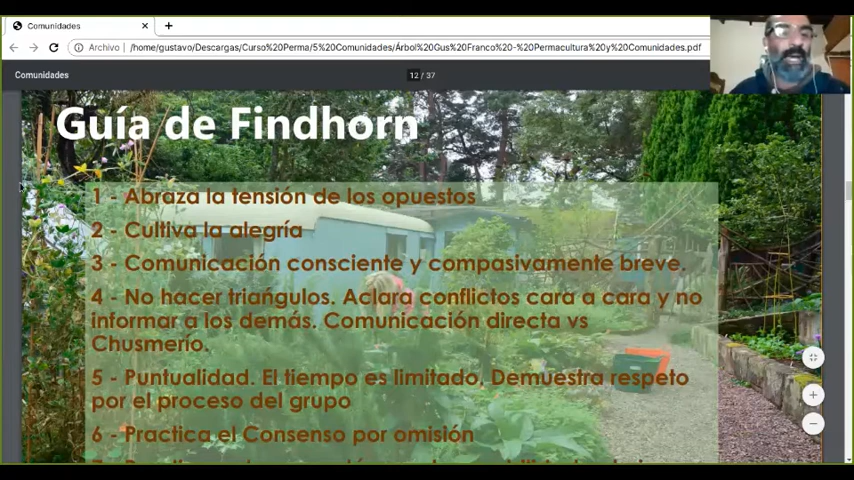 Comunidades
Archivo
/home/gustavo/Descargas/Curso%20Perma/5%20Comunidades/Árbol%20Gus%20Franco%20-%20Permacultura%20y%20Comunidades.pdf
Comunidades
12 / 37
Guía de Findhorn
1 - Abraza la tensión de los opuestos
2 - Cultiva la alegría
3 - Comunicación consciente y compasivamente breve.
4 - No hacer triángulos. Aclara conflictos cara a cara y no
informar a los demás. Comunicación directa vs
Chusmerío.
5 - Puntualidad. El tiempo es limitado. Demuestra respeto
por el proceso del grupo
6 - Practica el Consenso por omisión